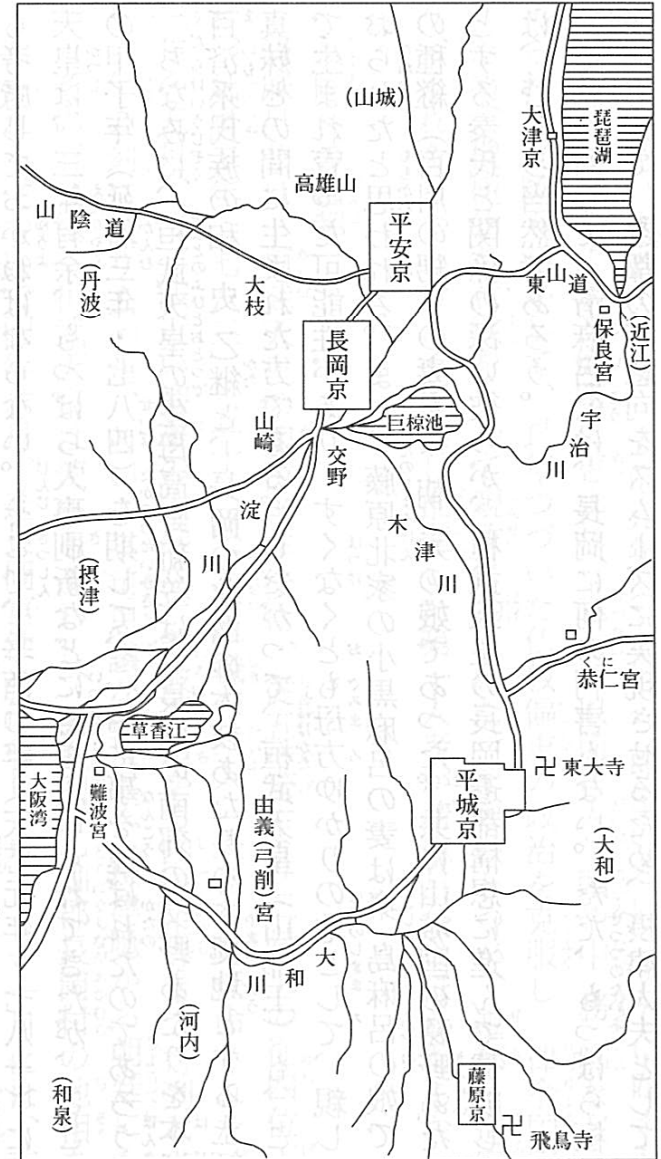 (山城)
高雄山
大津京
琵琶湖
山陰道
(丹波)
大枝
平安京
東山道
(近江)
保良宮
長岡京
宇治川
巨椋池
山崎
交野
淀川
木津川
(摂津)
くに
恭仁宮
草香江
大阪湾
難波宮
由義(弓削)宮
平城京
卍東大寺
(大和)
大和川
(河内)
(和泉)
藤原京
卍飛鳥寺